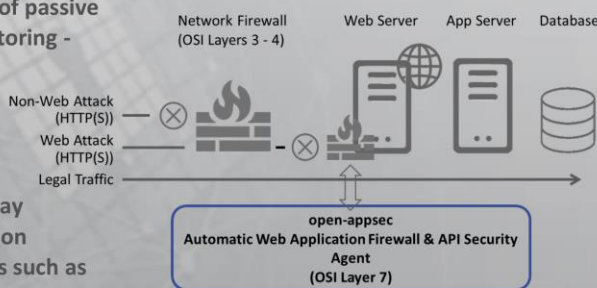 of passive
toring -
ay
on
s such as
Network Firewall
(OSI Layers 3 - 4)
Web Server
App Server
Database
Non-Web Attack
(HTTP(S))
Web Attack
(HTTP(S))
Legal Traffic
open-appsec
Automatic Web Application Firewall & API Security
Agent
(OSI Layer 7)